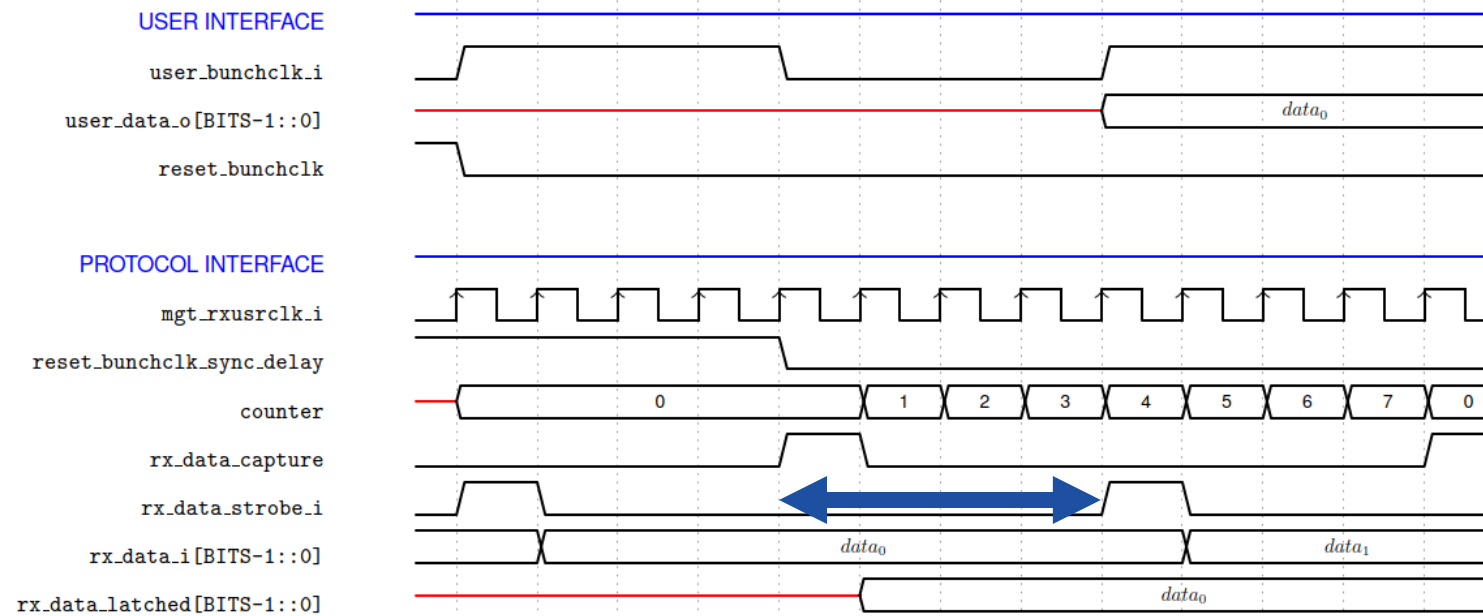 USER INTERFACE
user_bunchclk_i
user_data_o[BITS-1::0] data₀
reset_bunchclk
PROTOCOL INTERFACE
mgt_rxusrclk_i
reset_bunchclk_sync_delay
counter 0 1 2 3 4 5 6 7 0
rx_data_capture
rx_data_strobe_i
rx_data_i[BITS-1::0] data₀ data₁
rx_data_latched[BITS-1::0] data₀